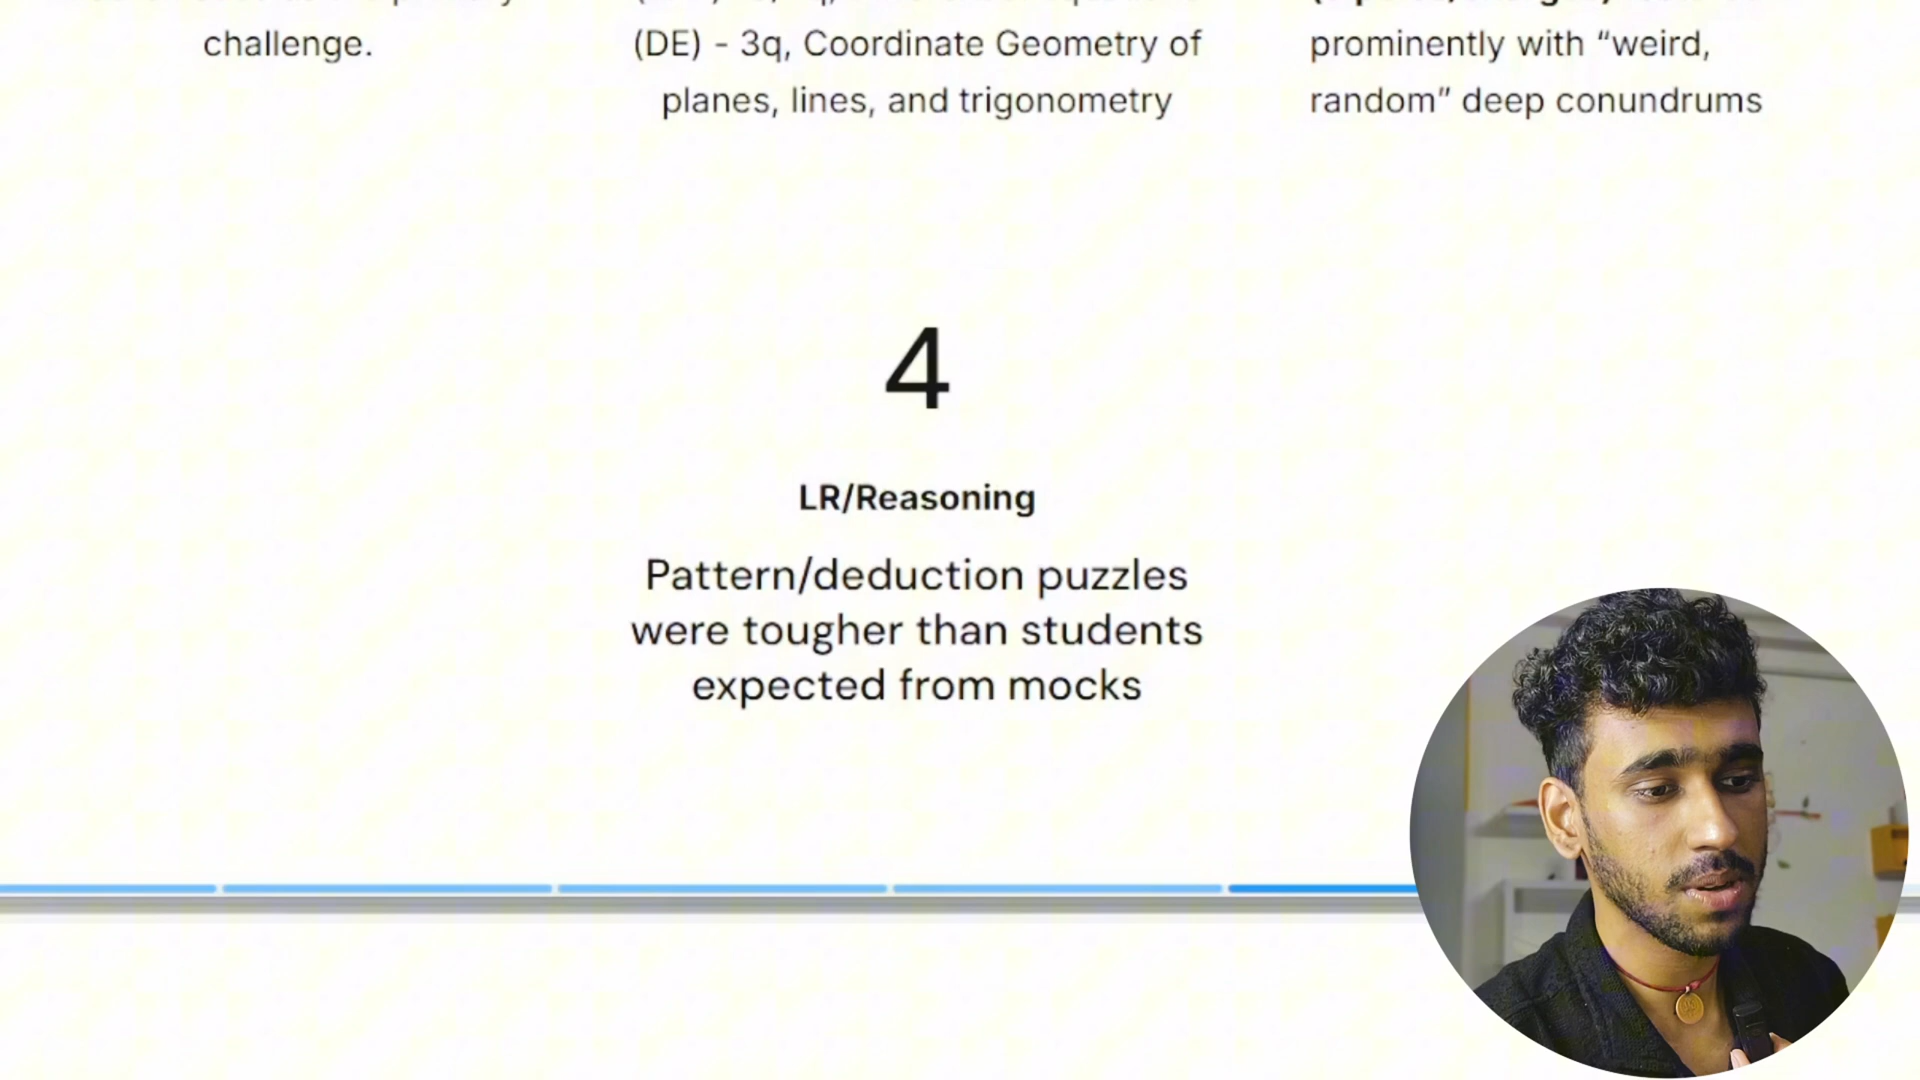 challenge.
(DE) - 3q, Coordinate Geometry of
planes, lines, and trigonometry
prominently with “weird,
random” deep conundrums
4
LR/Reasoning
Pattern/deduction puzzles
were tougher than students
expected from mocks